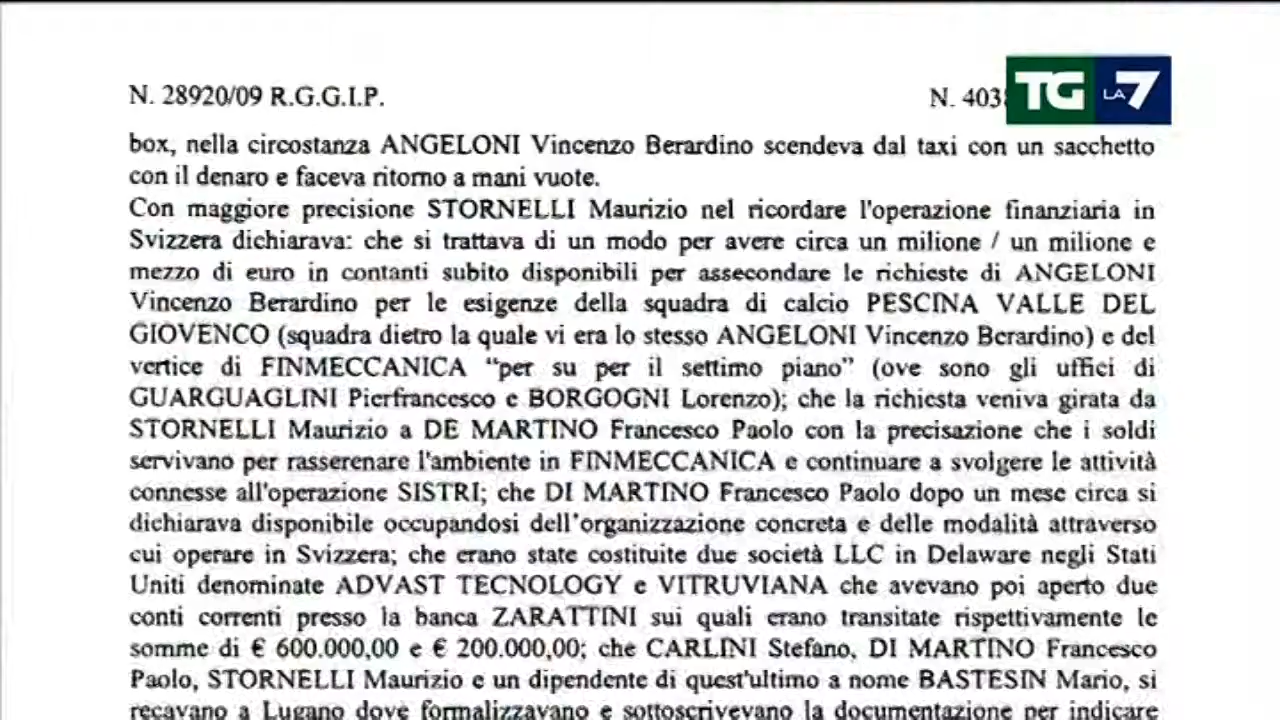 N. 28920/09 R.G.G.I.P.
N. 403
TG LA7
box, nella circostanza ANGELONI Vincenzo Berardino scendeva dal taxi con un sacchetto
con il denaro e faceva ritorno a mani vuote.
Con maggiore precisione STORNELLI Maurizio nel ricordare l'operazione finanziaria in
Svizzera dichiarava: che si trattava di un modo per avere circa un milione / un milione e
mezzo di euro in contanti subito disponibili per assecondare le richieste di ANGELONI
Vincenzo Berardino per le esigenze della squadra di calcio PESCINA VALLE DEL
GIOVENCO (squadra dietro la quale vi era lo stesso ANGELONI Vincenzo Berardino) e del
vertice di FINMECCANICA “per su per il settimo piano” (ove sono gli uffici di
GUARGUAGLINI Pierfrancesco e BORGOGNI Lorenzo); che la richiesta veniva girata da
STORNELLI Maurizio a DE MARTINO Francesco Paolo con la precisazione che i soldi
servivano per rasserenare l'ambiente in FINMECCANICA e continuare a svolgere le attività
connesse all'operazione SISTRI; che DI MARTINO Francesco Paolo dopo un mese circa si
dichiarava disponibile occupandosi dell'organizzazione concreta e delle modalità attraverso
cui operare in Svizzera; che erano state costituite due società LLC in Delaware negli Stati
Uniti denominate ADVAST TECNOLOGY e VITRUVIANA che avevano poi aperto due
conti correnti presso la banca ZARATTINI sui quali erano transitate rispettivamente le
somme di € 600.000,00 e € 200.000,00; che CARLINI Stefano, DI MARTINO Francesco
Paolo, STORNELLI Maurizio e un dipendente di quest'ultimo a nome BASTESIN Mario, si
recavano a Lugano dove formalizzavano e sottoscrivevano la documentazione per indicare